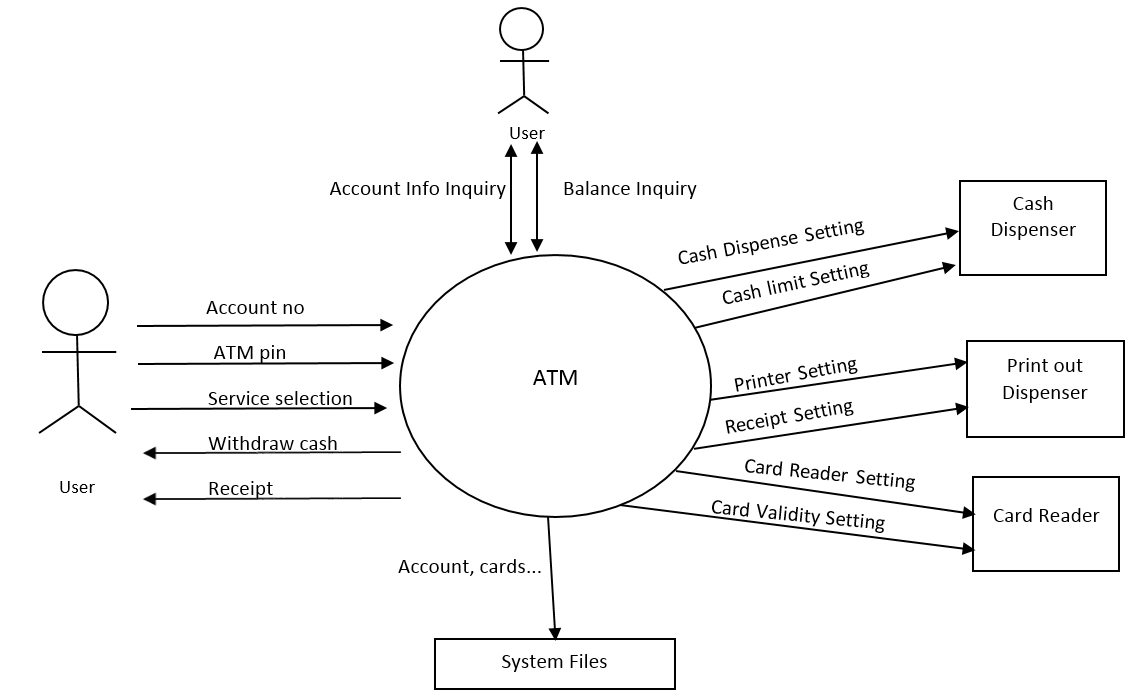 User
Account Info Inquiry
Balance Inquiry
Cash
Dispenser
Cash Dispense Setting
Cash limit Setting
Account no
ATM pin
Service selection
Withdraw cash
Receipt
User
ATM
Printer Setting
Receipt Setting
Print out
Dispenser
Card Reader Setting
Card Validity Setting
Card Reader
Account, cards...
System Files